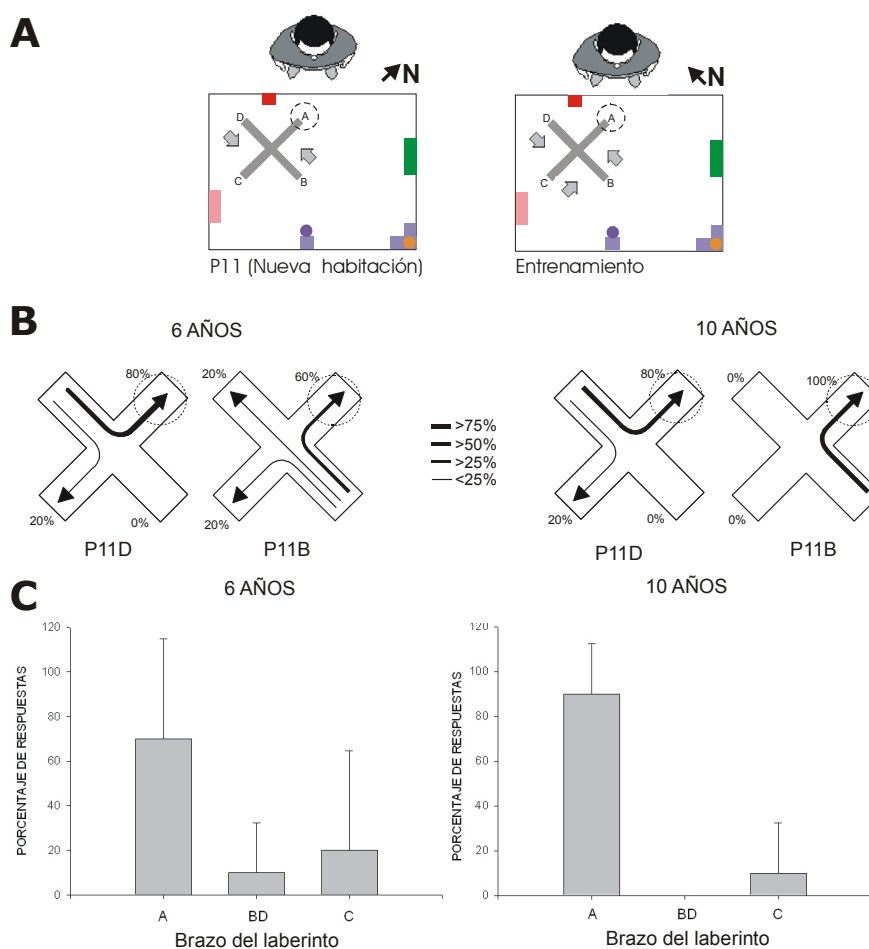 A
N
N
D
A
C
B
D
A
C
B
P11 (Nueva habitación)
Entrenamiento
B
6 AÑOS
10 AÑOS
80%
20%
0%
P11D
20%
60%
20%
P11B
>75%
>50%
>25%
<25%
80%
20%
0%
P11D
0%
100%
0%
P11B
C
6 AÑOS
10 AÑOS
PORCENTAJE DE RESPUESTAS
120
100
80
60
40
20
0
A
BD
C
Brazo del laberinto
PORCENTAJE DE RESPUESTAS
120
100
80
60
40
20
0
A
BD
C
Brazo del laberinto